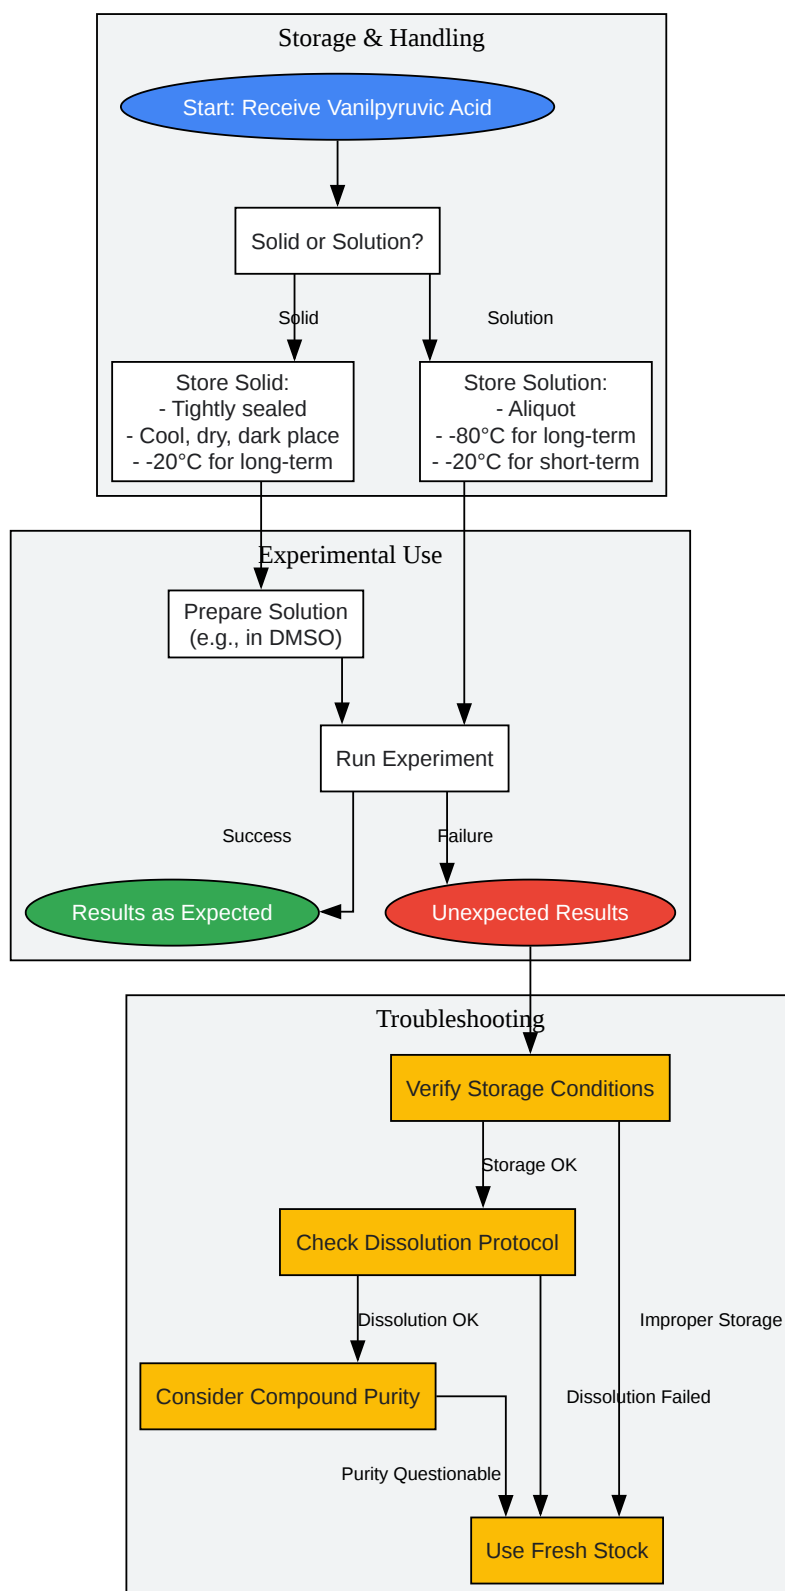 Storage & Handling
Start: Receive Vanilpyruvic Acid
Solid or Solution?
Solid
Solution
Store Solid:
- Tightly sealed
- Cool, dry, dark place
- -20°C for long-term
Store Solution:
- Aliquot
- -80°C for long-term
- -20°C for short-term
Experimental Use
Prepare Solution
(e.g., in DMSO)
Run Experiment
Success
Failure
Results as Expected
Unexpected Results
Troubleshooting
Verify Storage Conditions
Storage OK
Check Dissolution Protocol
Dissolution OK
Improper Storage
Consider Compound Purity
Dissolution Failed
Purity Questionable
Use Fresh Stock